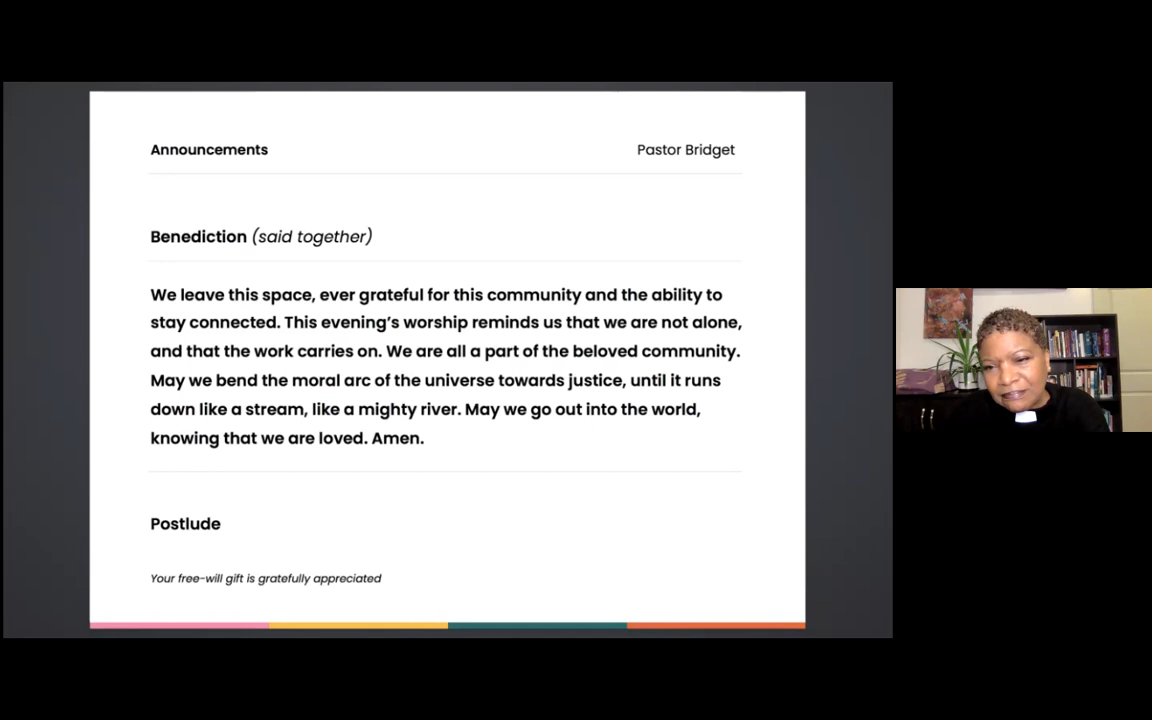 Announcements Pastor Bridget
Benediction (said together)
We leave this space, ever grateful for this community and the ability to
stay connected. This evening’s worship reminds us that we are not alone,
and that the work carries on. We are all a part of the beloved community.
May we bend the moral arc of the universe towards justice, until it runs
down like a stream, like a mighty river. May we go out into the world,
knowing that we are loved. Amen.
Postlude
Your free-will gift is gratefully appreciated